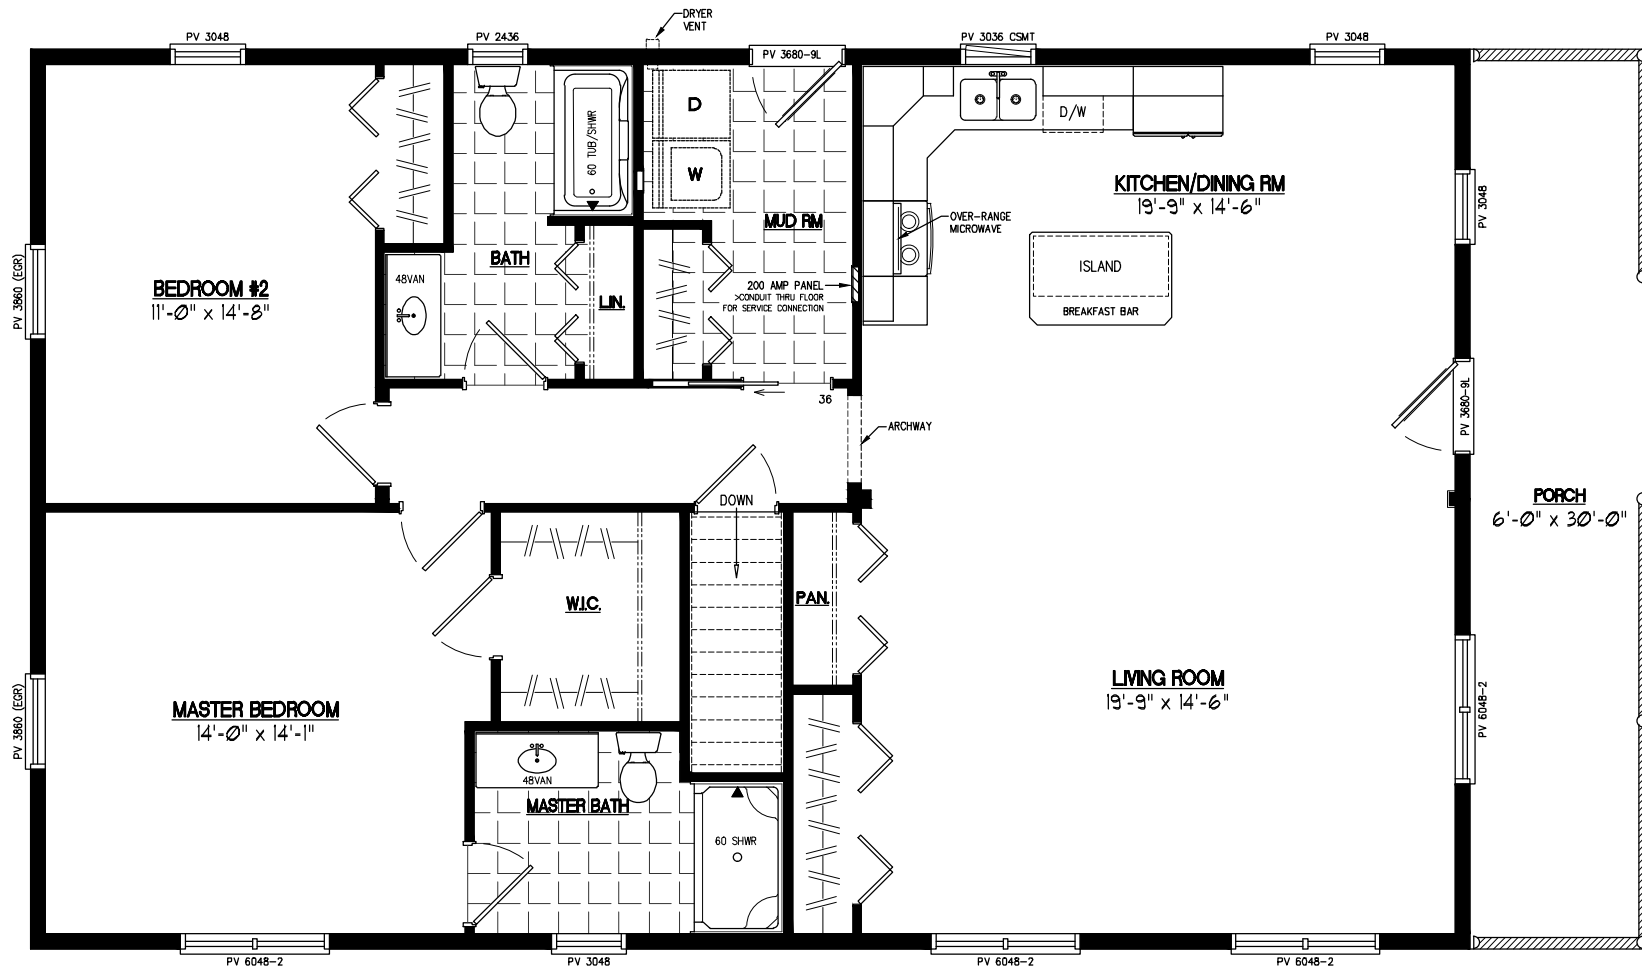 DRYER
VENT
PV 3048
PV 2436
PV 3680-9L
PV 3036 CSMT
PV 3048
D
W
60 TUB/SHWR
D/W
KITCHEN/DINING RM
19'-9" x 14'-6"
PV 3048
OVER-RANGE
MICROWAVE
MUD RM
BATH
48VAN
LIN.
ISLAND
BREAKFAST BAR
200 AMP PANEL
>CONDUIT THRU FLOOR
FOR SERVICE CONNECTION
PV 3860 (EGR)
BEDROOM #2
11'-0" x 14'-8"
36
ARCHWAY
PV 3680-9L
DOWN
PORCH
6'-0" x 30'-0"
W.I.C.
PAN.
LIVING ROOM
19'-9" x 14'-6"
PV 6048-2
PV 3860 (EGR)
MASTER BEDROOM
14'-0" x 14'-1"
48VAN
MASTER BATH
60 SHWR
PV 6048-2
PV 3048
PV 6048-2
PV 6048-2